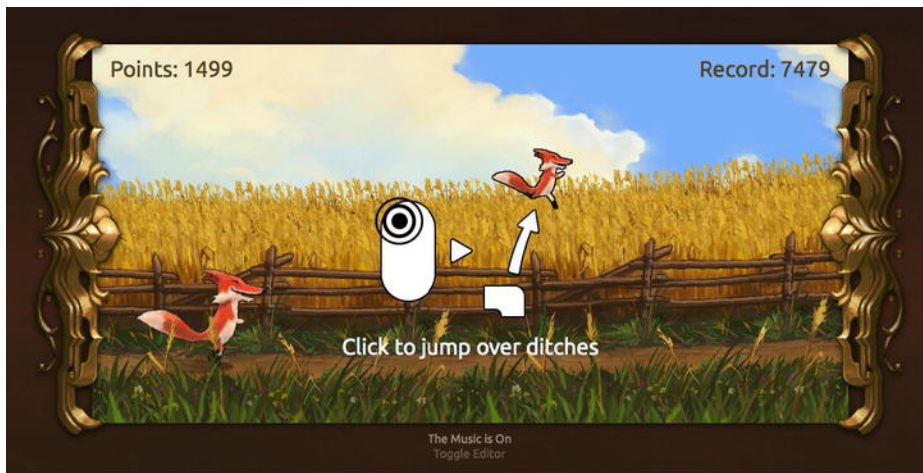 Points: 1499
Record: 7479
Click to jump over ditches
The Music is On
Toggle Editor